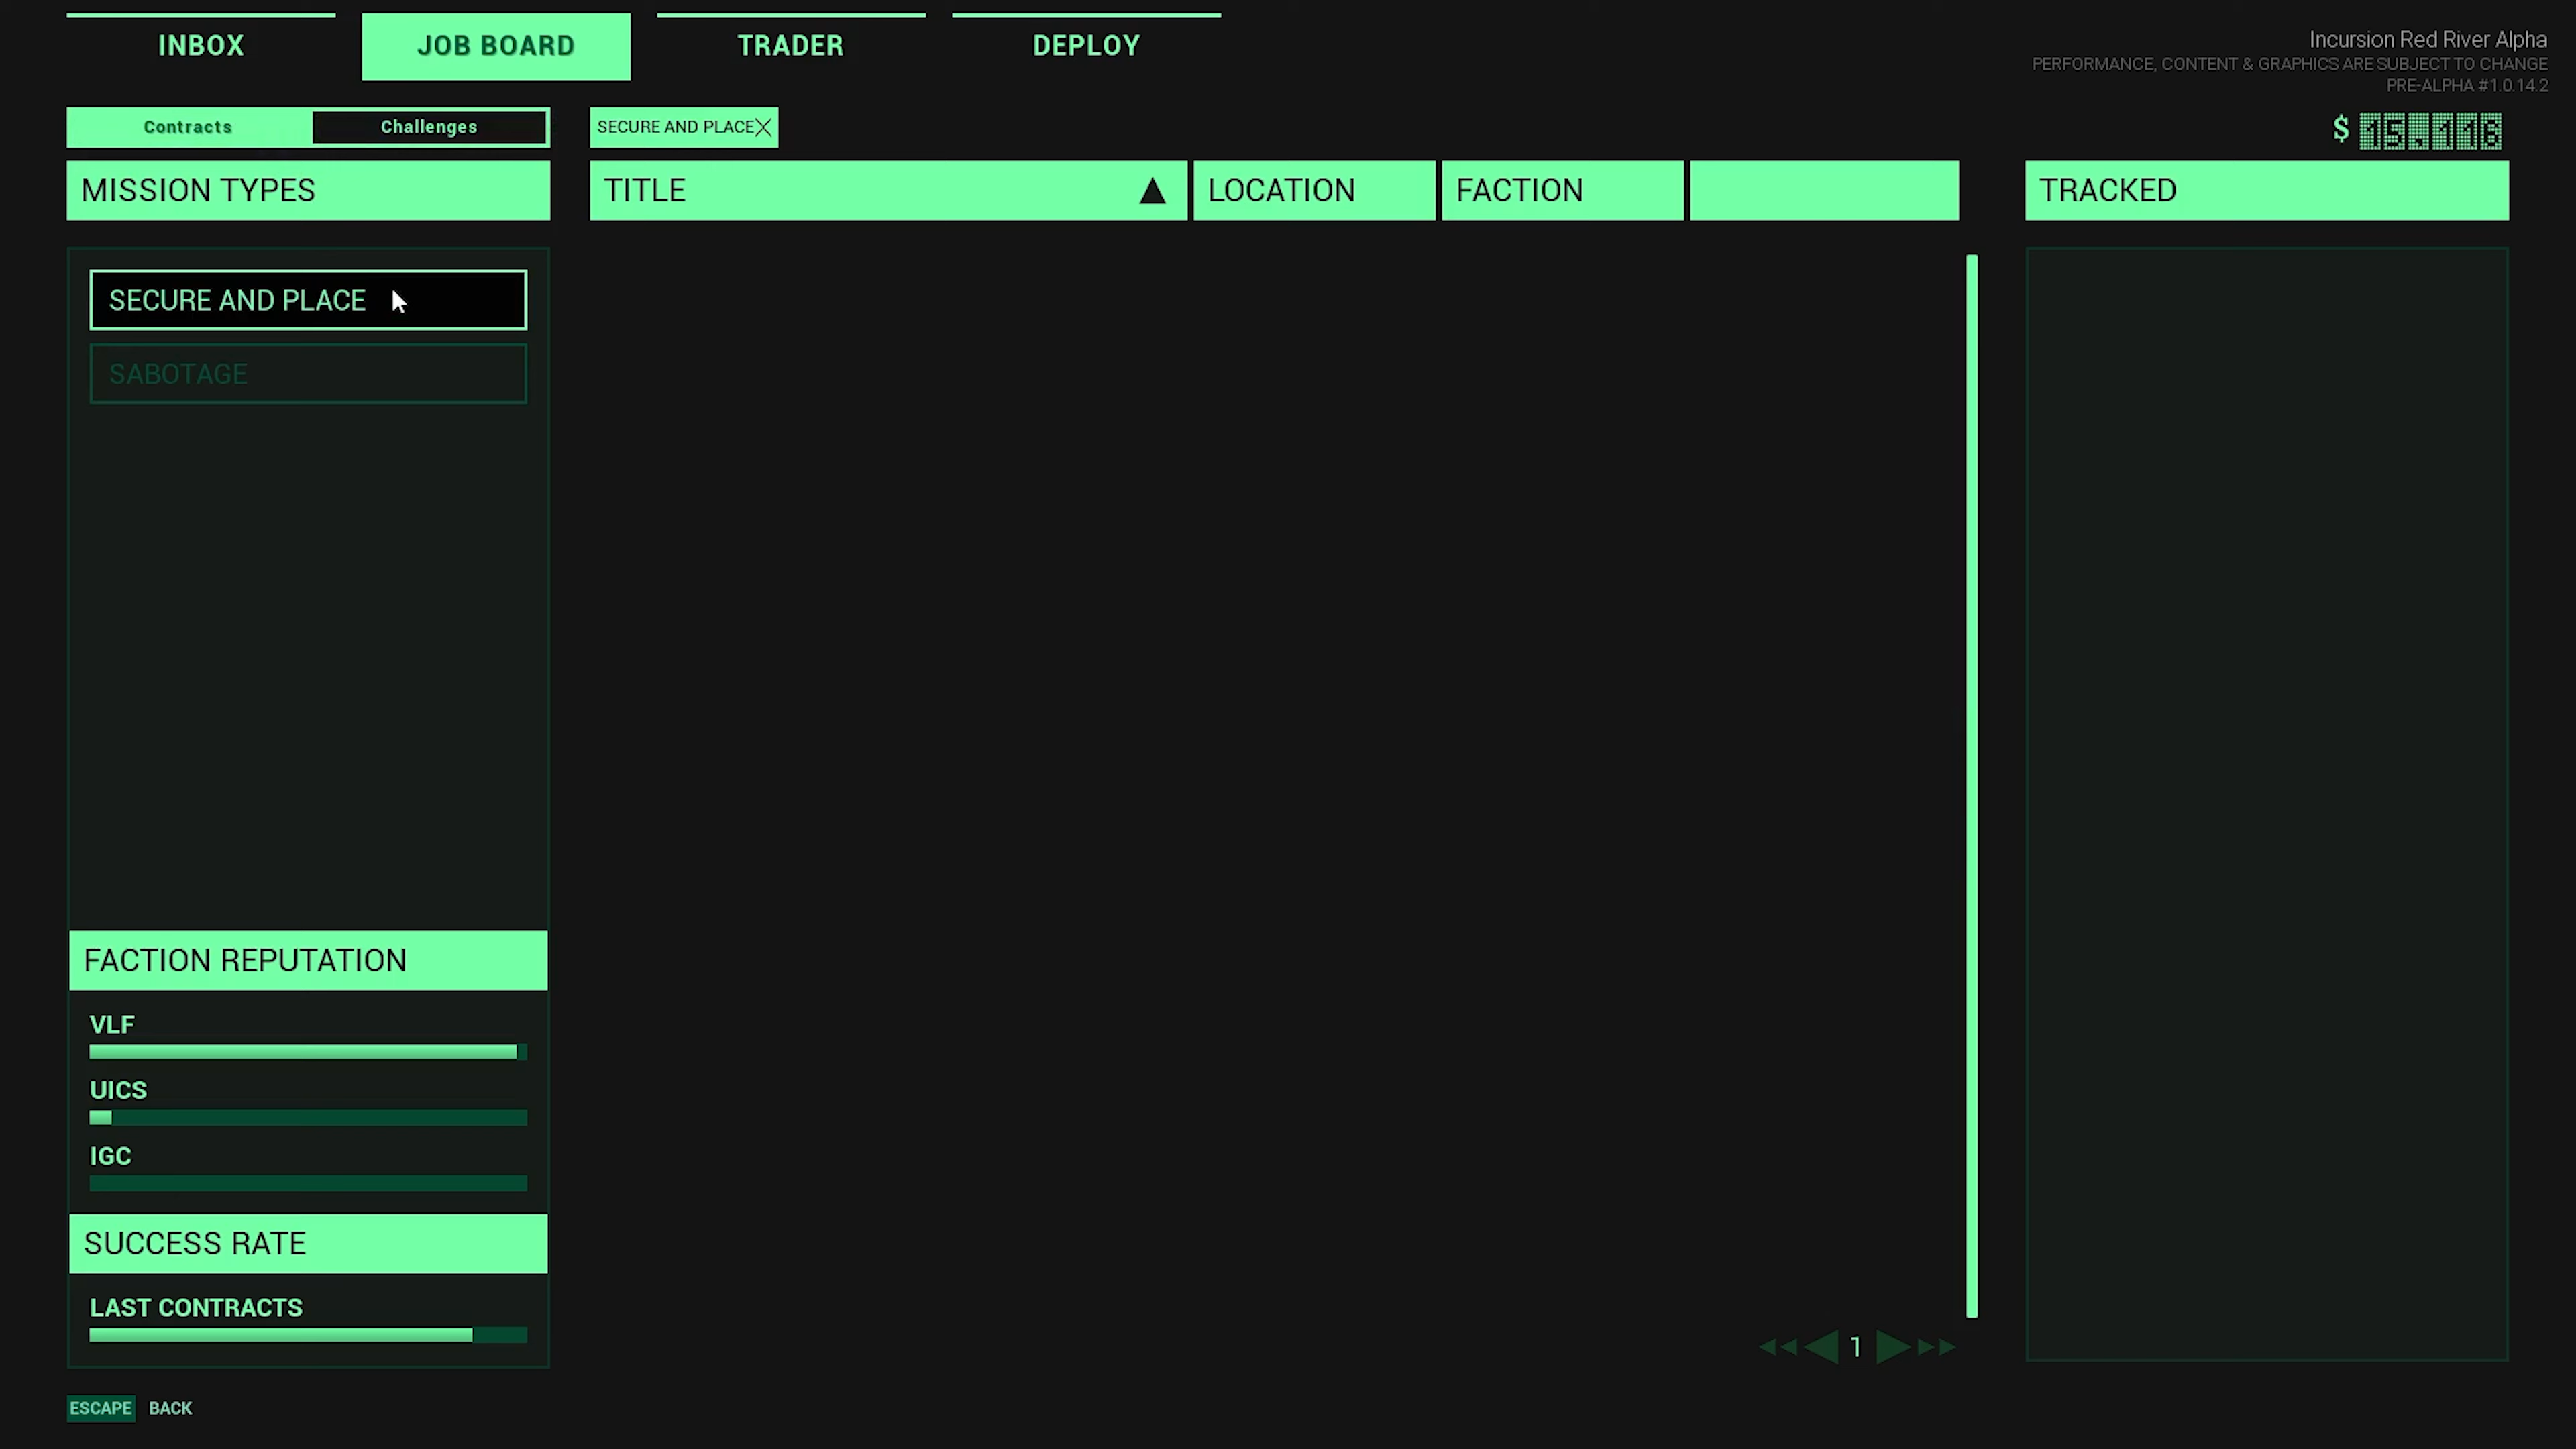 INBOX
JOB BOARD
TRADER
DEPLOY
Incursion Red River Alpha
PERFORMANCE, CONTENT & GRAPHICS ARE SUBJECT TO CHANGE
PRE-ALPHA #1.0.14.2
Contracts
Challenges
SECURE AND PLACE
$ 15.116
MISSION TYPES
TITLE
LOCATION
FACTION
TRACKED
SECURE AND PLACE
SABOTAGE
FACTION REPUTATION
VLF
UICS
IGC
SUCCESS RATE
LAST CONTRACTS
1
ESCAPE BACK